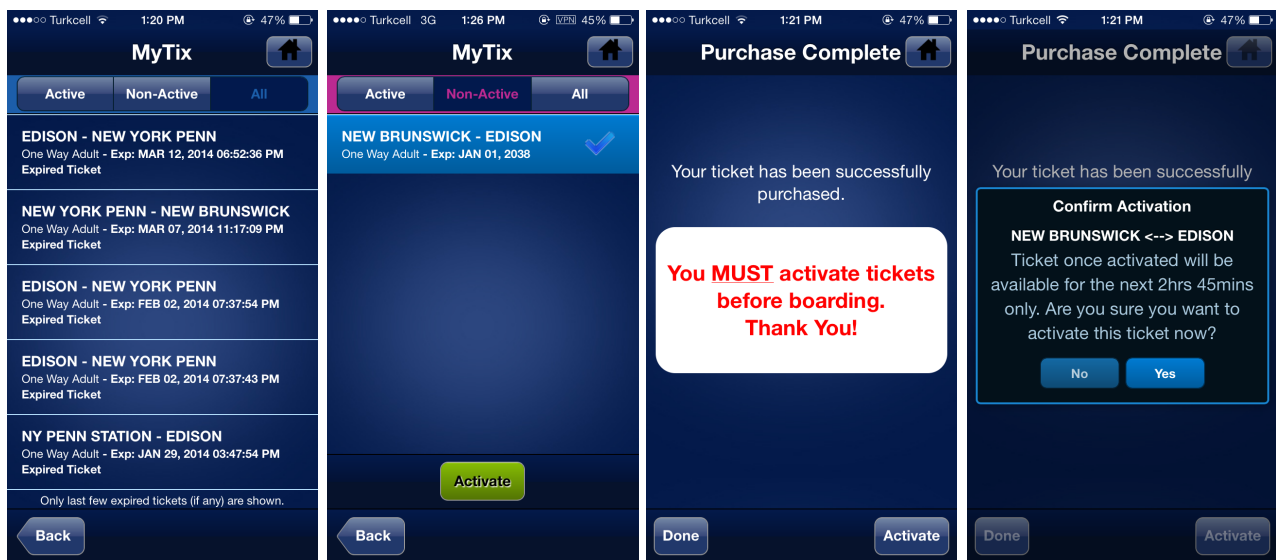 Turkcell 1:20 PM 47%
MyTix
Active Non-Active All
EDISON - NEW YORK PENN
One Way Adult - Exp: MAR 12, 2014 06:52:36 PM
Expired Ticket
NEW YORK PENN - NEW BRUNSWICK
One Way Adult - Exp: MAR 07, 2014 11:17:09 PM
Expired Ticket
EDISON - NEW YORK PENN
One Way Adult - Exp: FEB 02, 2014 07:37:54 PM
Expired Ticket
EDISON - NEW YORK PENN
One Way Adult - Exp: FEB 02, 2014 07:37:43 PM
Expired Ticket
NY PENN STATION - EDISON
One Way Adult - Exp: JAN 29, 2014 03:47:54 PM
Expired Ticket
Only last few expired tickets (if any) are shown.
Back
Turkcell 3G 1:26 PM VPN 45%
MyTix
Active Non-Active All
NEW BRUNSWICK - EDISON
One Way Adult - Exp: JAN 01, 2038
Activate
Back
Turkcell 1:21 PM 47%
Purchase Complete
Your ticket has been successfully
purchased.
You MUST activate tickets
before boarding.
Thank You!
Done Activate
Turkcell 1:21 PM 47%
Purchase Complete
Your ticket has been successfully
Confirm Activation
NEW BRUNSWICK <--> EDISON
Ticket once activated will be
available for the next 2hrs 45mins
only. Are you sure you want to
activate this ticket now?
No Yes
Done Activate